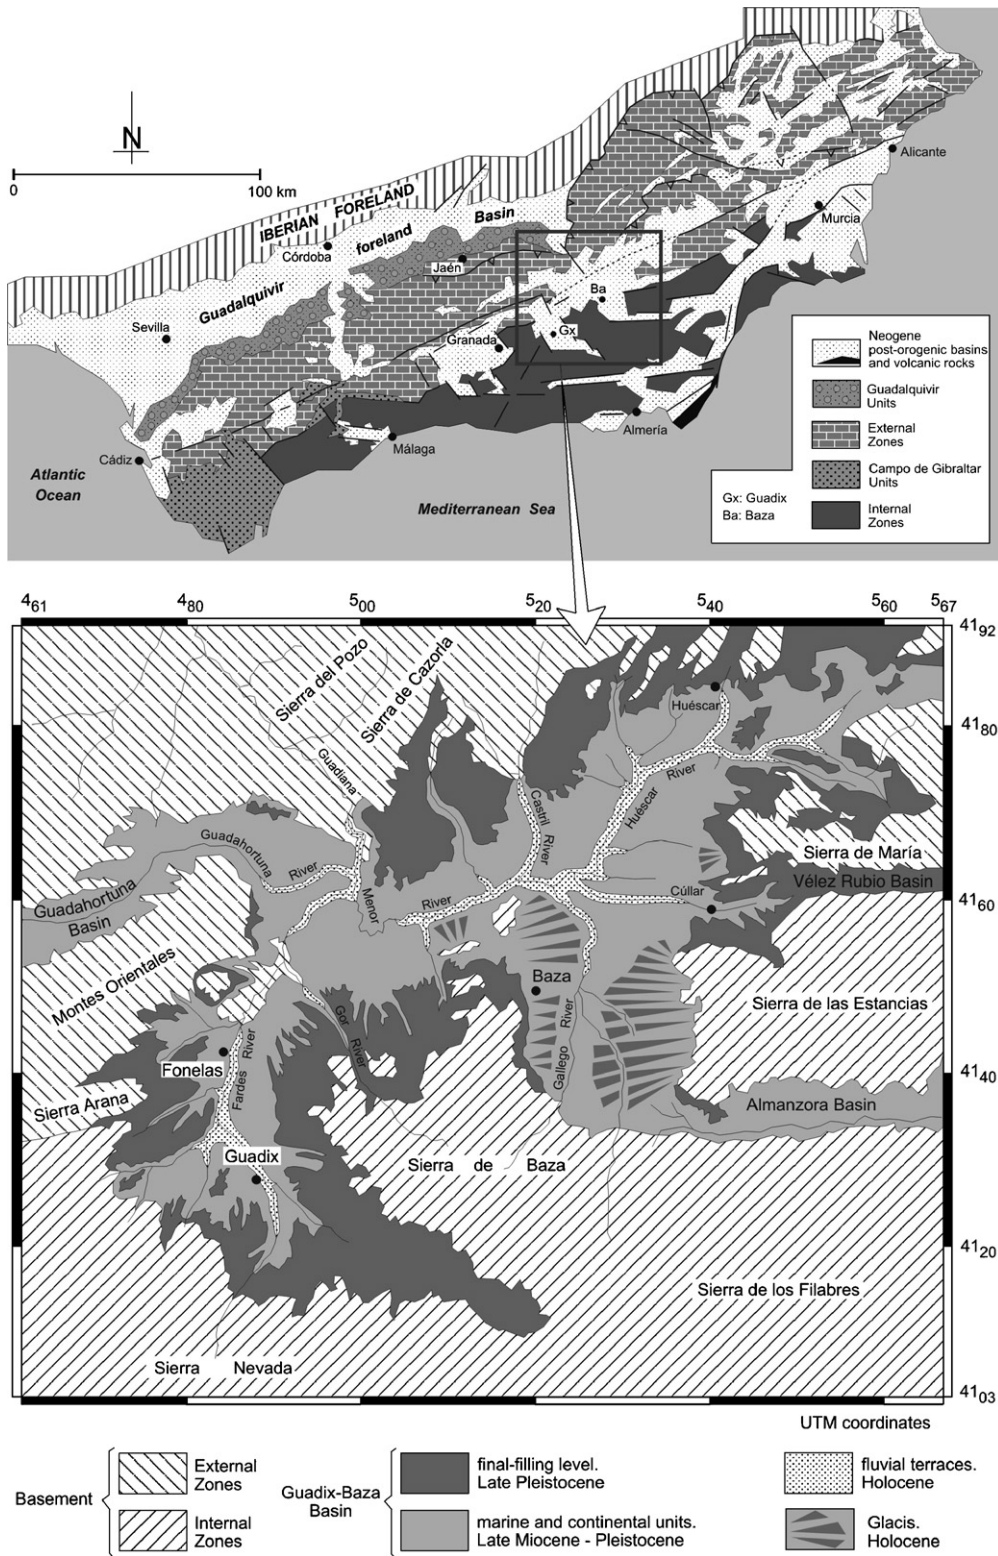 N
0
100 km
IBERIAN FORELAND
Guadalquivir foreland Basin
Córdoba
Jaén
Sevilla
Granada
Ba
Gx
Alicante
Murcia
Almería
Málaga
Cádiz
Atlantic
Ocean
Mediterranean Sea
Neogene
post-orogenic basins
and volcanic rocks
Guadalquivir
Units
External
Zones
Campo de Gibraltar
Units
Internal
Zones
Gx: Guadix
Ba: Baza
461 480 500 520 540 560 567
4192
4180
4160
4140
4120
4103
Sierra del Pozo
Sierra de Cazorla
Huéscar
Guadiana
Menor
River
Castril
River
Huéscar
River
Guadahortuna
River
Guadahortuna
Basin
Cúllar
Sierra de María
Vélez Rubio Basin
Montes Orientales
Baza
Gallego
River
Sierra de las Estancias
Gor
River
Fonelas
Fardes
River
Sierra Arana
Almanzora Basin
Guadix
Sierra de Baza
Sierra de los Filabres
Sierra Nevada
UTM coordinates
Basement
External
Zones
Internal
Zones
Guadix-Baza
Basin
final-filling level.
Late Pleistocene
marine and continental units.
Late Miocene - Pleistocene
fluvial terraces.
Holocene
Glacis.
Holocene